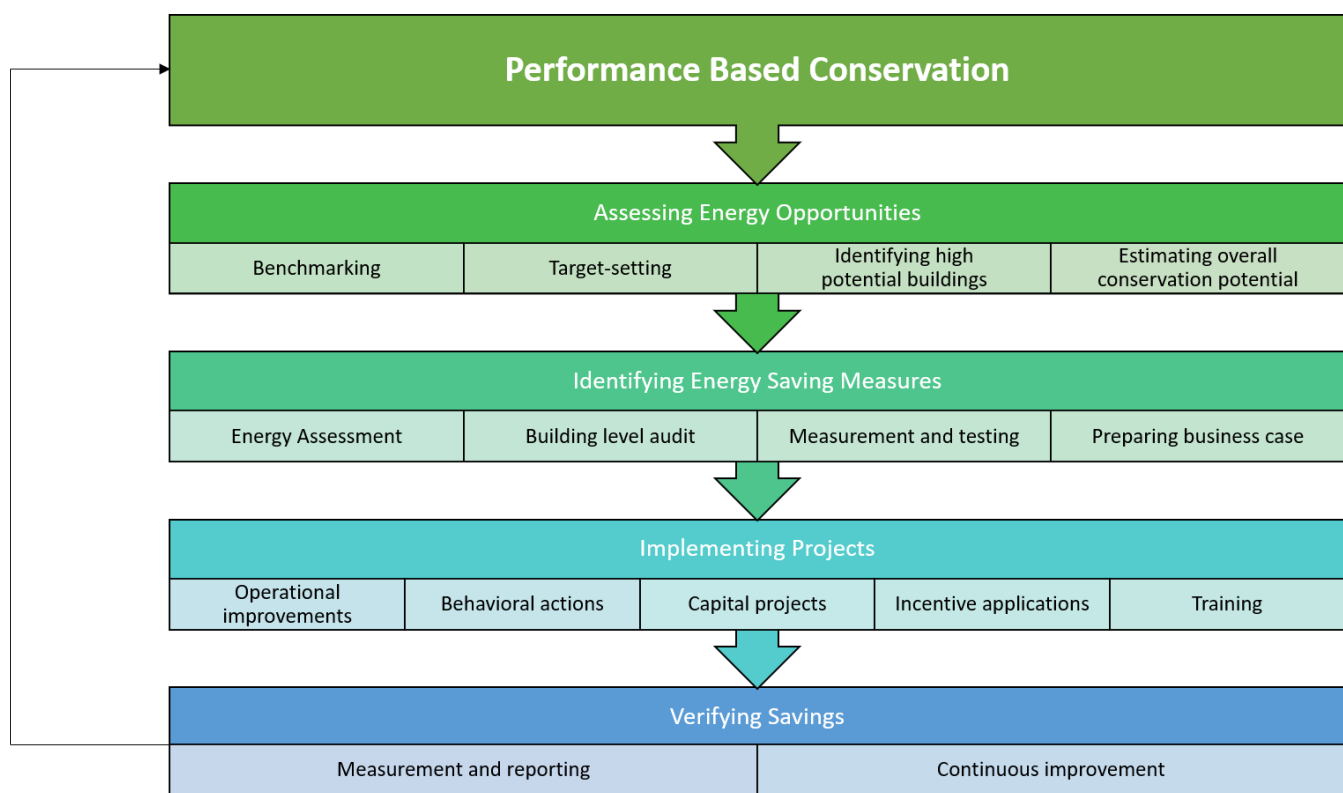 Performance Based Conservation
Assessing Energy Opportunities
Benchmarking
Target-setting
Identifying high
potential buildings
Estimating overall
conservation potential
Identifying Energy Saving Measures
Energy Assessment
Building level audit
Measurement and testing
Preparing business case
Implementing Projects
Operational
improvements
Behavioral actions
Capital projects
Incentive applications
Training
Verifying Savings
Measurement and reporting
Continuous improvement